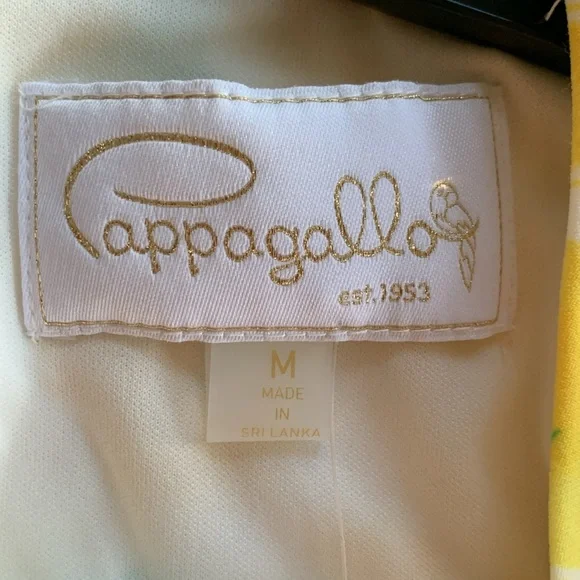 Pappagallo
est. 1953
M
MADE
IN
SRI LANKA